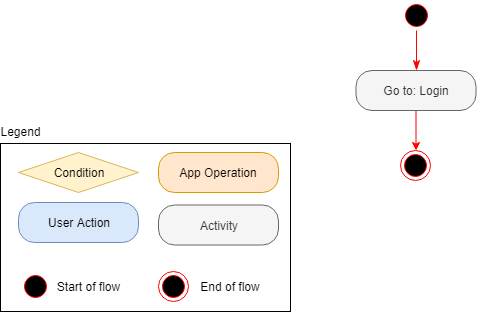 Go to: Login
Legend
Condition
App Operation
User Action
Activity
Start of flow
End of flow